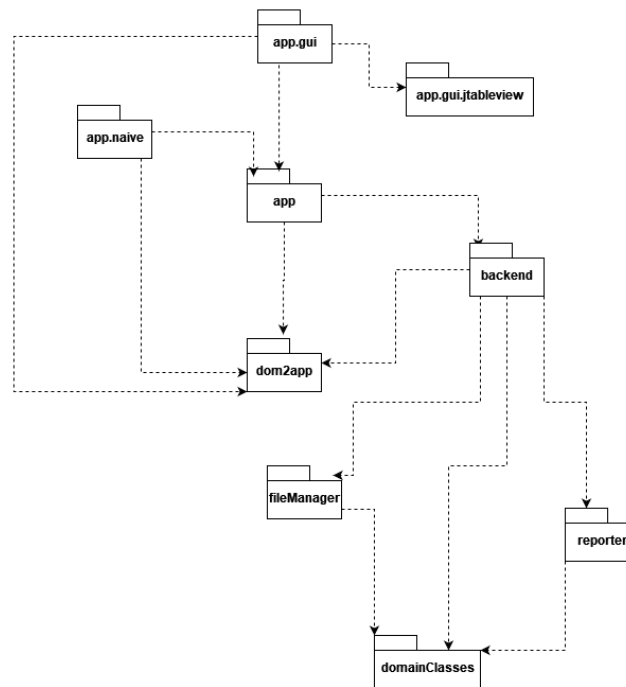 app.gui
app.gui.jtableview
app.naive
app
backend
dom2app
fileManager
reporter
domainClasses